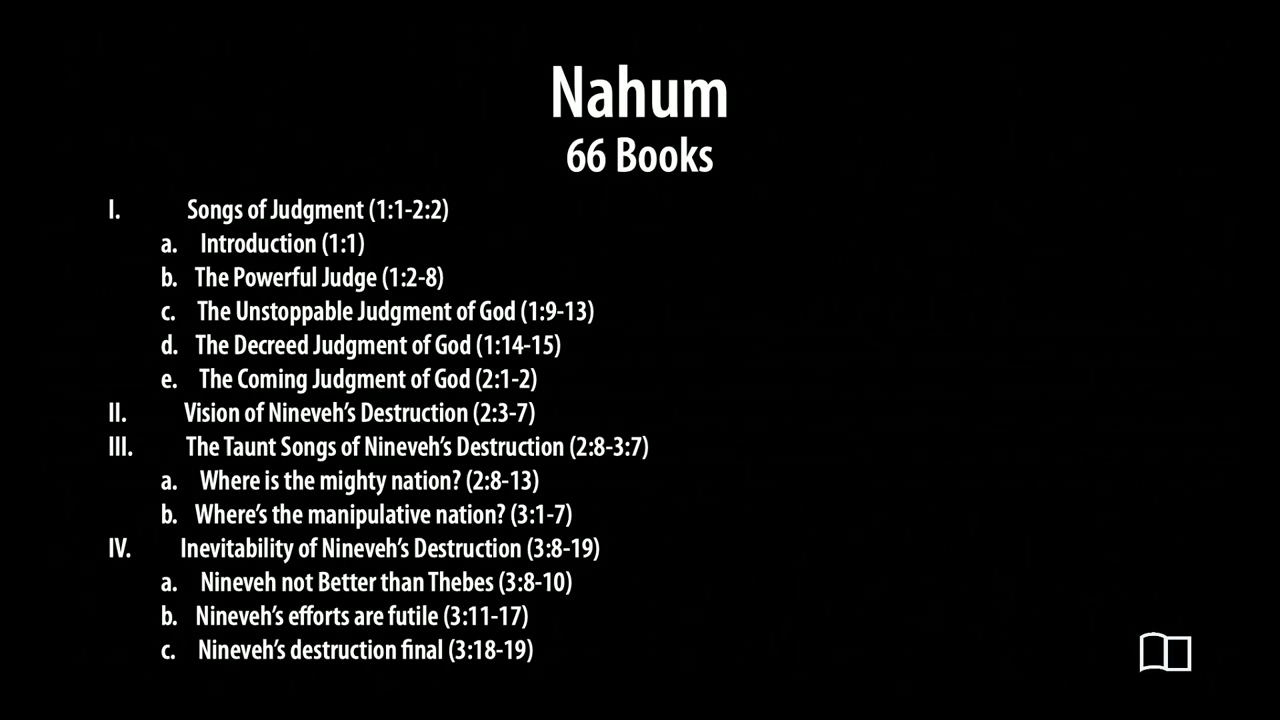 Nahum
66 Books
I. Songs of Judgment (1:1-2:2)
a. Introduction (1:1)
b. The Powerful Judge (1:2-8)
c. The Unstoppable Judgment of God (1:9-13)
d. The Decreed Judgment of God (1:14-15)
e. The Coming Judgment of God (2:1-2)
II. Vision of Nineveh’s Destruction (2:3-7)
III. The Taunt Songs of Nineveh’s Destruction (2:8-3:7)
a. Where is the mighty nation? (2:8-13)
b. Where’s the manipulative nation? (3:1-7)
IV. Inevitability of Nineveh’s Destruction (3:8-19)
a. Nineveh not Better than Thebes (3:8-10)
b. Nineveh’s efforts are futile (3:11-17)
c. Nineveh’s destruction final (3:18-19)